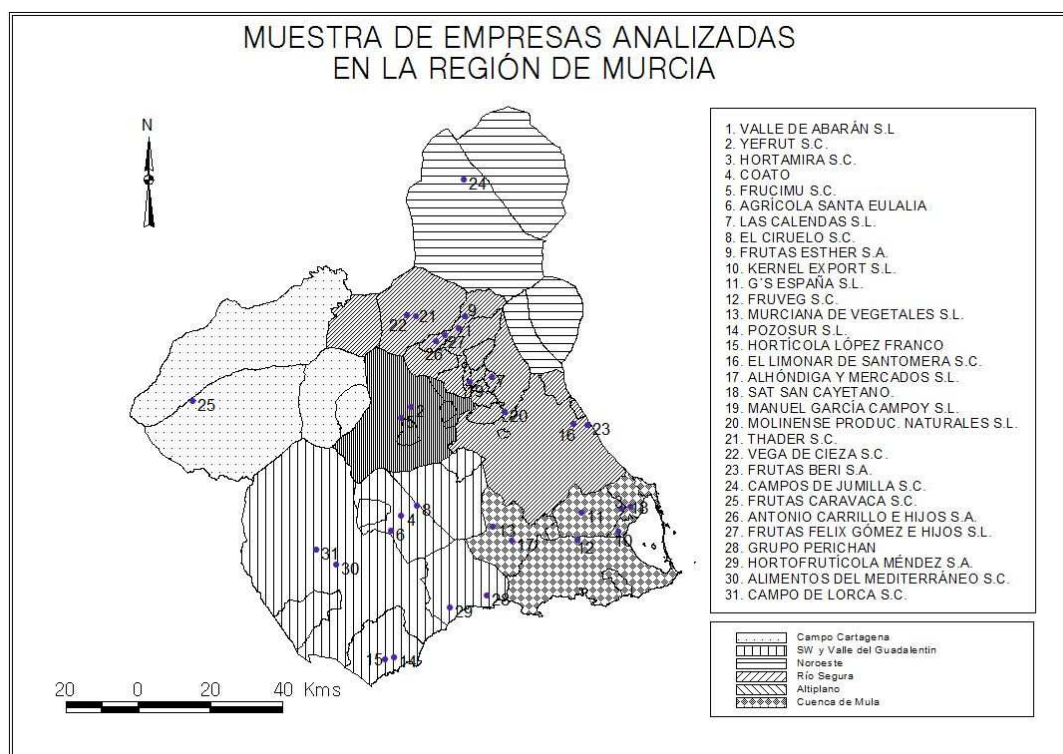 MUESTRA DE EMPRESAS ANALIZADAS
EN LA REGIÓN DE MURCIA
N
1. VALLE DE ABARÁN S.L
2. YEFRUT S.C.
3. HORTAMIRA S.C.
4. COATO
5. FRUCIMU S.C.
6. AGRÍCOLA SANTA EULALIA
7. LAS CALENDAS S.L.
8. EL CIRUELO S.C.
9. FRUTAS ESTHER S.A.
10. KERNEL EXPORT S.L.
11. G´S ESPAÑA S.L.
12. FRUVEG S.C.
13. MURCIANA DE VEGETALES S.L.
14. POZOSUR S.L.
15. HORTÍCOLA LÓPEZ FRANCO
16. EL LIMONAR DE SANTOMERA S.C.
17. ALHÓNDIGA Y MERCADOS S.L.
18. SAT SAN CAYETANO.
19. MANUEL GARCÍA CAMPOY S.L.
20. MOLINENSE PRODUC. NATURALES S.L.
21. THADER S.C.
22. VEGA DE CIEZA S.C.
23. FRUTAS BERI S.A.
24. CAMPOS DE JUMILLA S.C.
25. FRUTAS CARAVACA S.C.
26. ANTONIO CARRILLO E HIJOS S.A.
27. FRUTAS FELIX GÓMEZ E HIJOS S.L.
28. GRUPO PERICHAN
29. HORTOFRUTÍCOLA MÉNDEZ S.A.
30. ALIMENTOS DEL MEDITERRÁNEO S.C.
31. CAMPO DE LORCA S.C.
24
22 21 9
1
27
26
7
19
25
2
5
20
16 23
8
4
6
11
3 18
13
17
12
10
31
30
29
28
15 14
Campo Cartagena
SW y Valle del Guadalentín
Noroeste
Río Segura
Altiplano
Cuenca de Mula
20 0 20 40 Kms